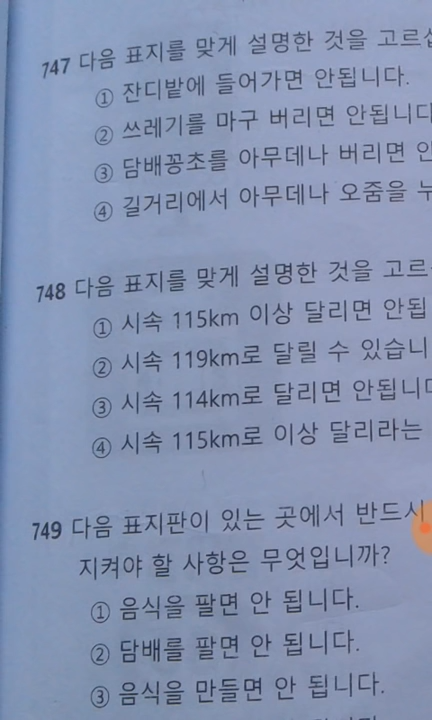 747 다음 표지를 맞게 설명한 것을
① 잔디밭에 들어가면 안됩니다.
② 쓰레기를 마구 버리면 안됩니다
③ 담배꽁초를 아무데나 버리면
④ 길거리에서 아무데나 오줌을
748 다음 표지를 맞게 설명한 것을 고르
① 시속 115km 이상 달리면 안됩
② 시속 119km로 달릴 수 있습니
③ 시속 114km로 달리면 안됩니다
④ 시속 115km로 이상 달리라는
749 다음 표지판이 있는 곳에서 반드시
지켜야 할 사항은 무엇입니까?
① 음식을 팔면 안 됩니다.
② 담배를 팔면 안 됩니다.
③ 음식을 만들면 안 됩니다.